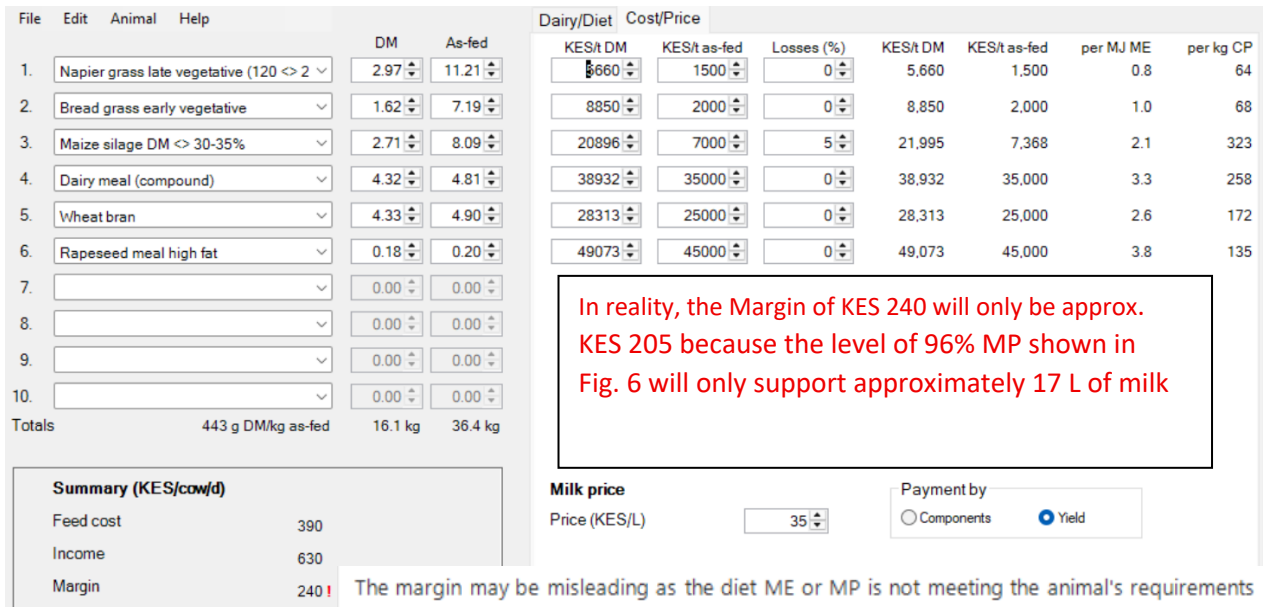 File Edit Animal Help
Dairy/Diet Cost/Price
DM As-fed KES/t DM KES/t as-fed Losses (%) KES/t DM KES/t as-fed per MJ ME per kg CP
1. Napier grass late vegetative (120 <> 2 2.97 11.21 6660 1500 0 5,660 1,500 0.8 64
2. Bread grass early vegetative 1.62 7.19 8850 2000 0 8,850 2,000 1.0 68
3. Maize silage DM <> 30-35% 2.71 8.09 20896 7000 5 21,995 7,368 2.1 323
4. Dairy meal (compound) 4.32 4.81 38932 35000 0 38,932 35,000 3.3 258
5. Wheat bran 4.33 4.90 28313 25000 0 28,313 25,000 2.6 172
6. Rapeseed meal high fat 0.18 0.20 49073 45000 0 49,073 45,000 3.8 135
7. 0.00 0.00
8. 0.00 0.00
9. 0.00 0.00
10. 0.00 0.00
Totals 443 g DM/kg as-fed 16.1 kg 36.4 kg
In reality, the Margin of KES 240 will only be approx.
KES 205 because the level of 96% MP shown in
Fig. 6 will only support approximately 17 L of milk
Summary (KES/cow/d)
Feed cost 390
Income 630
Margin 240 !
Milk price
Price (KES/L) 35
Payment by
Components Yield
The margin may be misleading as the diet ME or MP is not meeting the animal's requirements